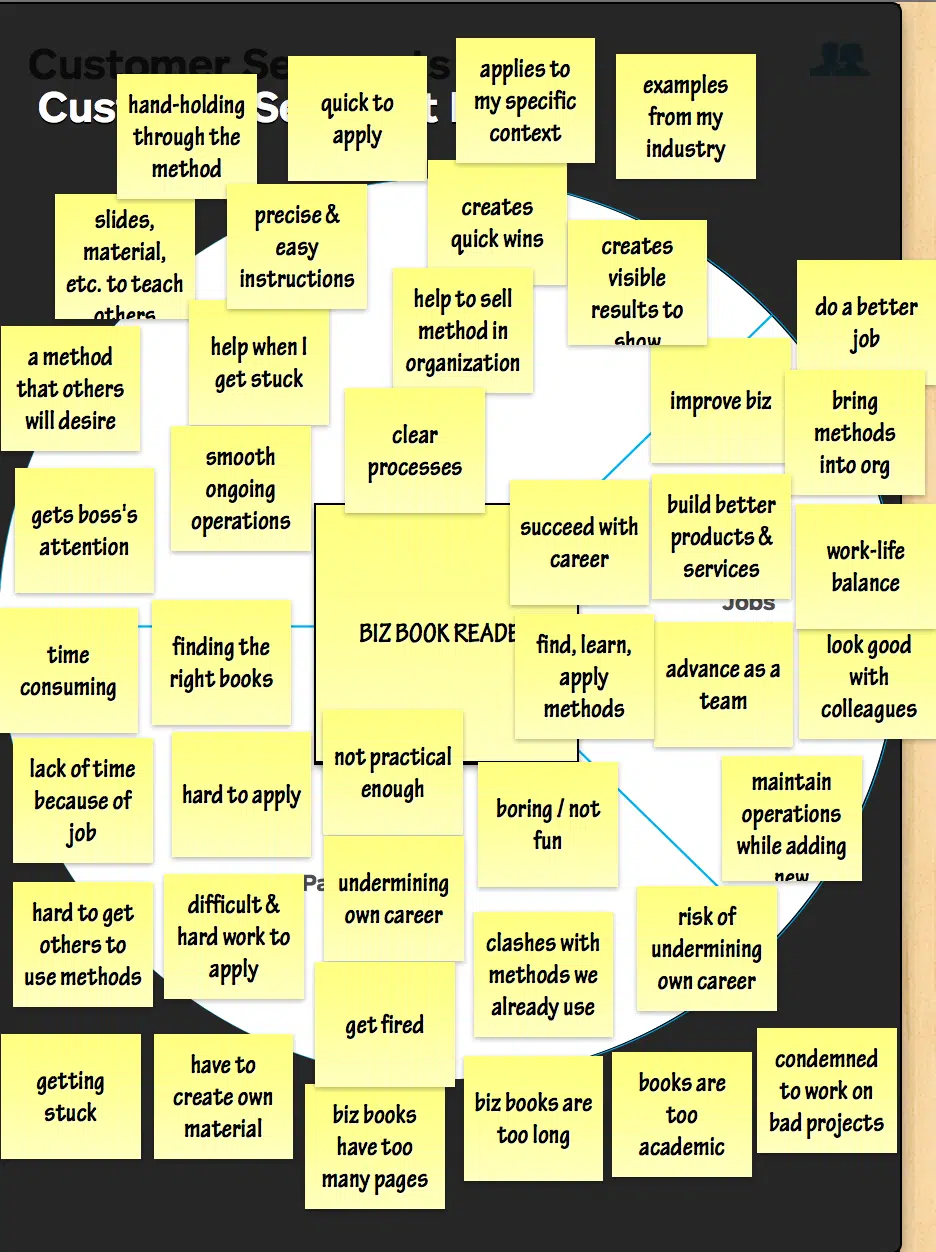 Customer Se
Cus
S
t
hand-holding
through the
method
quick to
apply
applies to
my specific
context
examples
from my
industry
slides,
material,
etc. to teach
others
precise &
easy
instructions
creates
quick wins
creates
visible
results to
show
do a better
job
help to sell
method in
organization
help when I
get stuck
a method
that others
will desire
improve biz
bring
methods
into org
clear
processes
smooth
ongoing
operations
gets boss's
attention
succeed with
career
build better
products &
services
work-life
balance
Jobs
BIZ BOOK READE
time
consuming
finding the
right books
find, learn,
apply
methods
advance as a
team
look good
with
colleagues
lack of time
because of
job
hard to apply
not practical
enough
boring / not
fun
maintain
operations
while adding
new
Pa
hard to get
others to
use methods
difficult &
hard work to
apply
undermining
own career
clashes with
methods we
already use
risk of
undermining
own career
get fired
getting
stuck
have to
create own
material
biz books
have too
many pages
biz books are
too long
books are
too
academic
condemned
to work on
bad projects